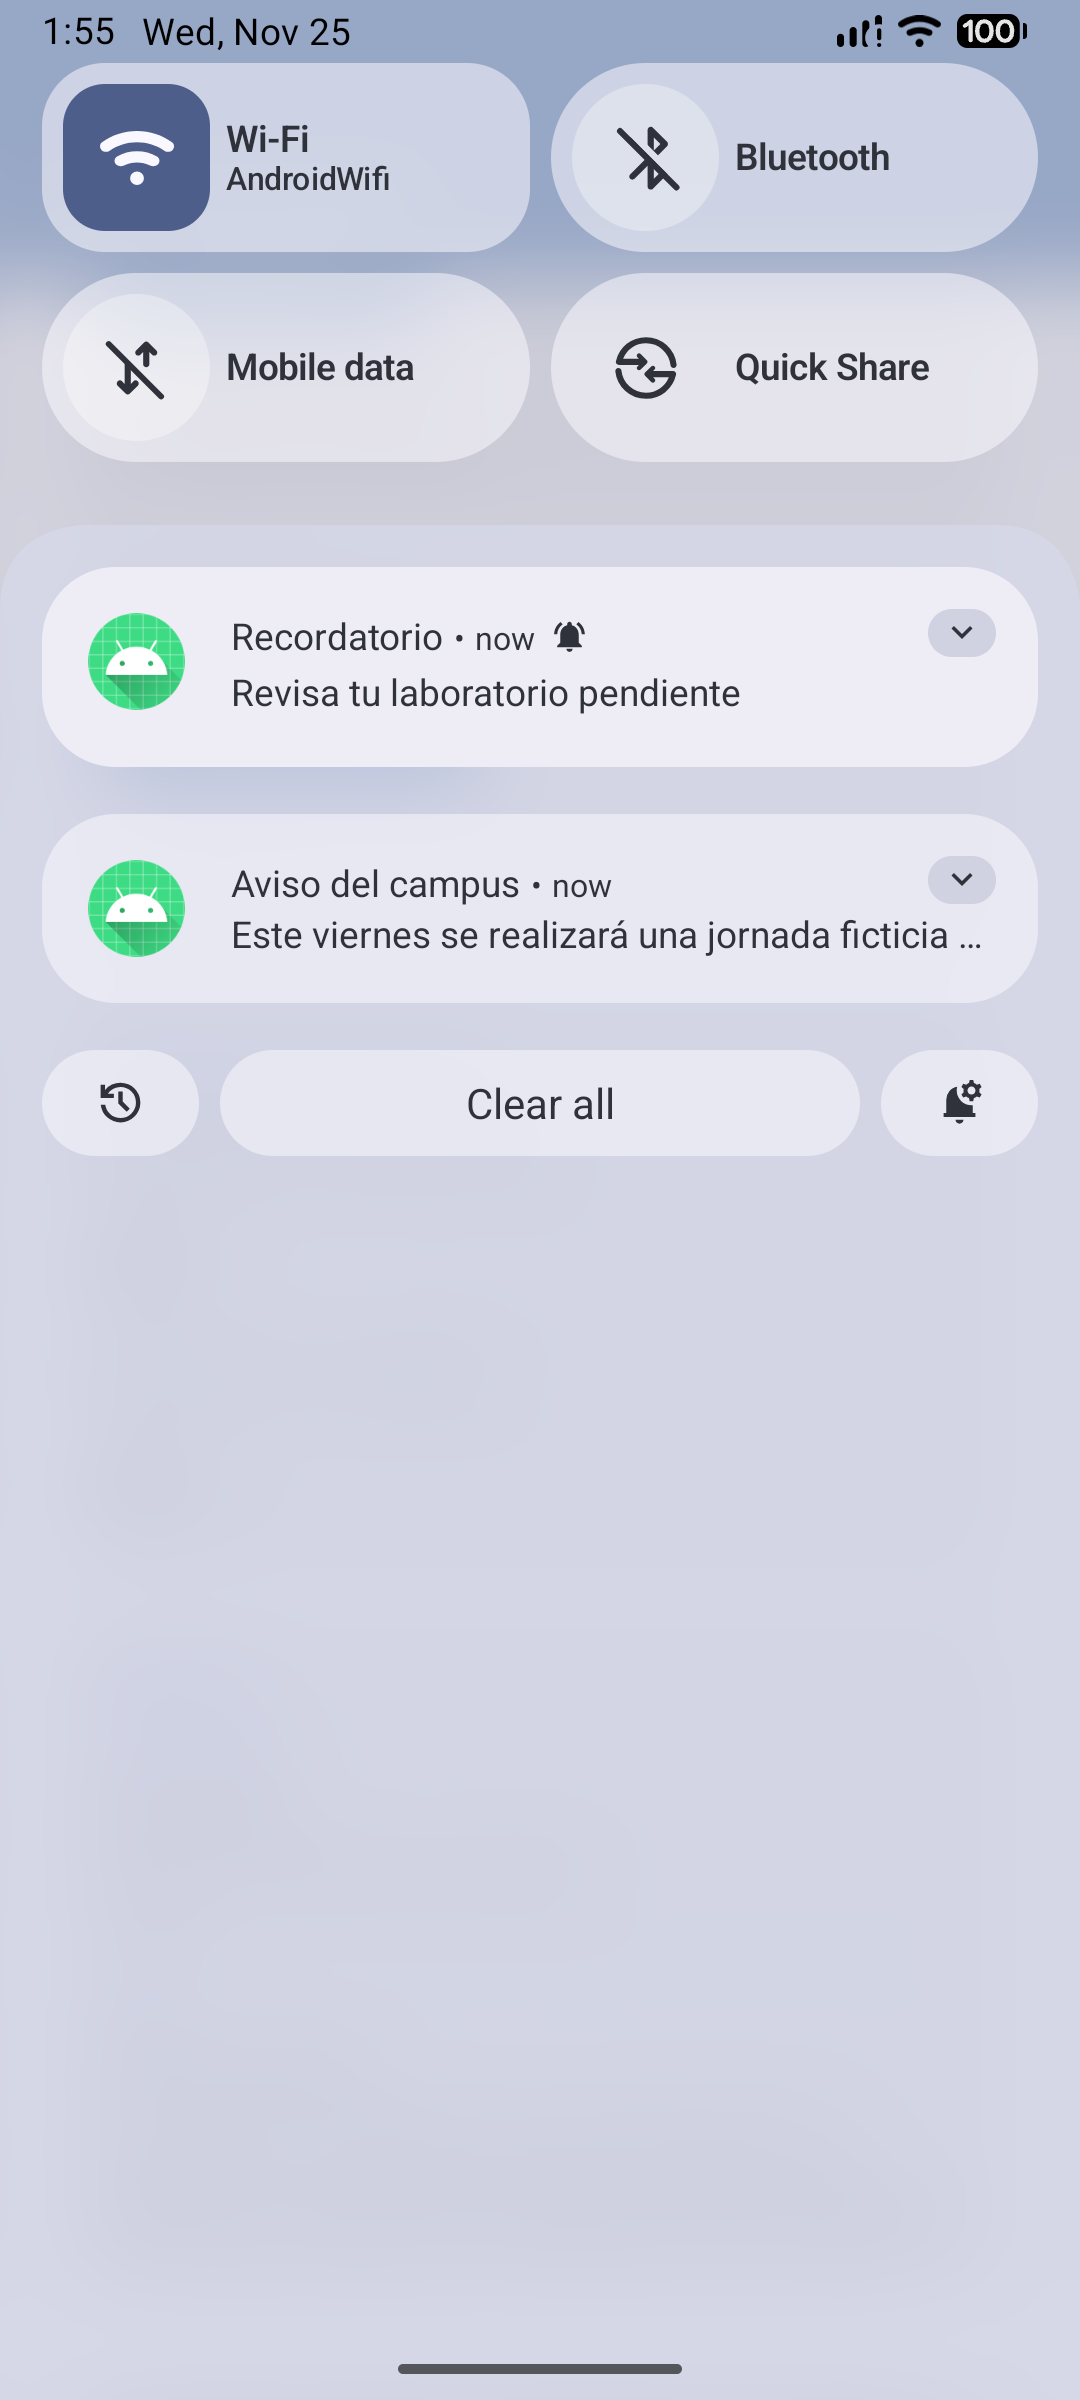 1:55 Wed, Nov 25 100
Wi-Fi
AndroidWifi
Bluetooth
Mobile data
Quick Share
Recordatorio • now
Revisa tu laboratorio pendiente
Aviso del campus • now
Este viernes se realizará una jornada ficticia ...
Clear all